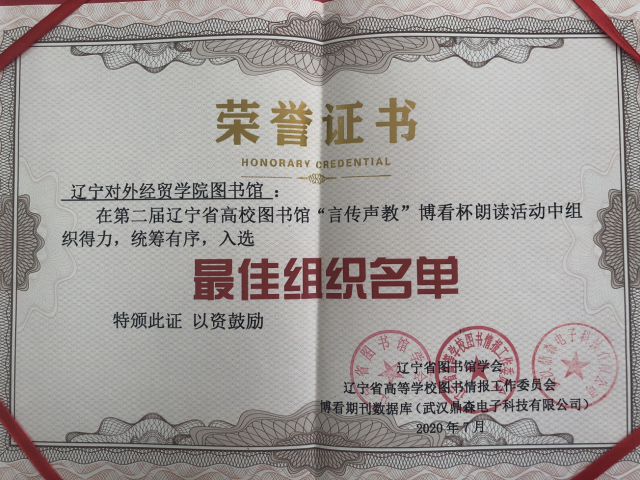 荣誉证书
HONORARY CREDENTIAL
辽宁对外经贸学院图书馆：
在第二届辽宁省高校图书馆“言传声教”博看杯朗读活动中组
织得力，统筹有序，入选
最佳组织名单
特颁此证 以资鼓励
辽宁省图书馆学会
辽宁省高等学校图书情报工作委员会
博看期刊数据库（武汉鼎森电子科技有限公司）
2020年7月